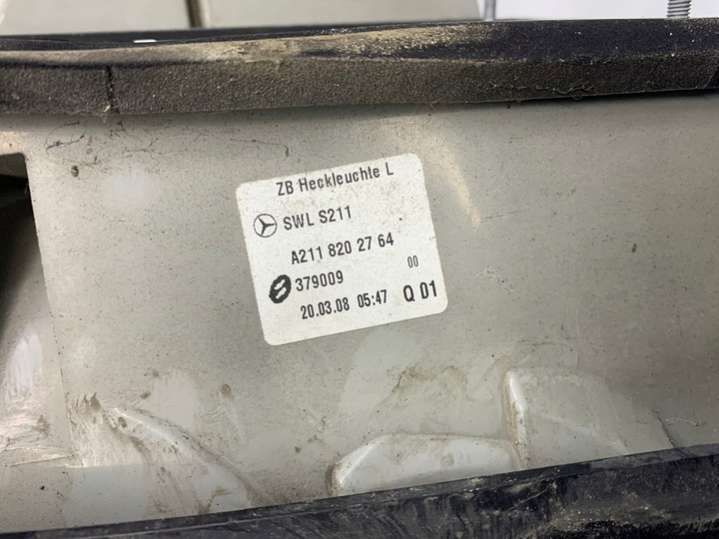 ZB Heckleuchte L
SWL S211
A211 820 27 64
379009 00
20.03.08 05:47 Q 01